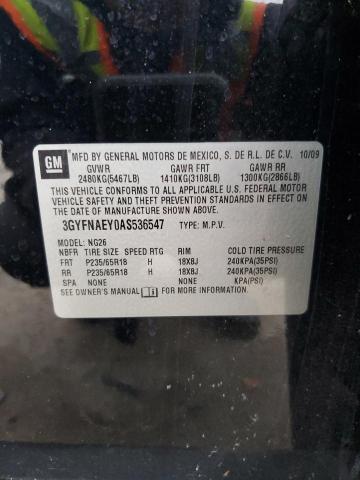 GM
MFD BY GENERAL MOTORS DE MEXICO, S. DE R.L. DE C.V. 10/09
GVWR GAWR FRT GAWR RR
2480KG(5467LB) 1410KG(3108LB) 1300KG(2866LB)
THIS VEHICLE CONFORMS TO ALL APPLICABLE U.S. FEDERAL MOTOR
VEHICLE SAFETY AND THEFT PREVENTION STANDARDS IN EFFECT ON
THE DATE OF MANUFACTURE SHOWN ABOVE.
3GYFNAEY0AS536547 TYPE: M.P.V.
MODEL: NG26
NBFR TIRE SIZE SPEED RTG RIM COLD TIRE PRESSURE
FRT P235/65R18 H 18X8J 240KPA(35PSI)
RR P235/65R18 H 18X8J 240KPA(35PSI)
SPA NONE NONE KPA(PSI)
SEE OWNER'S MANUAL FOR MORE INFORMATION.